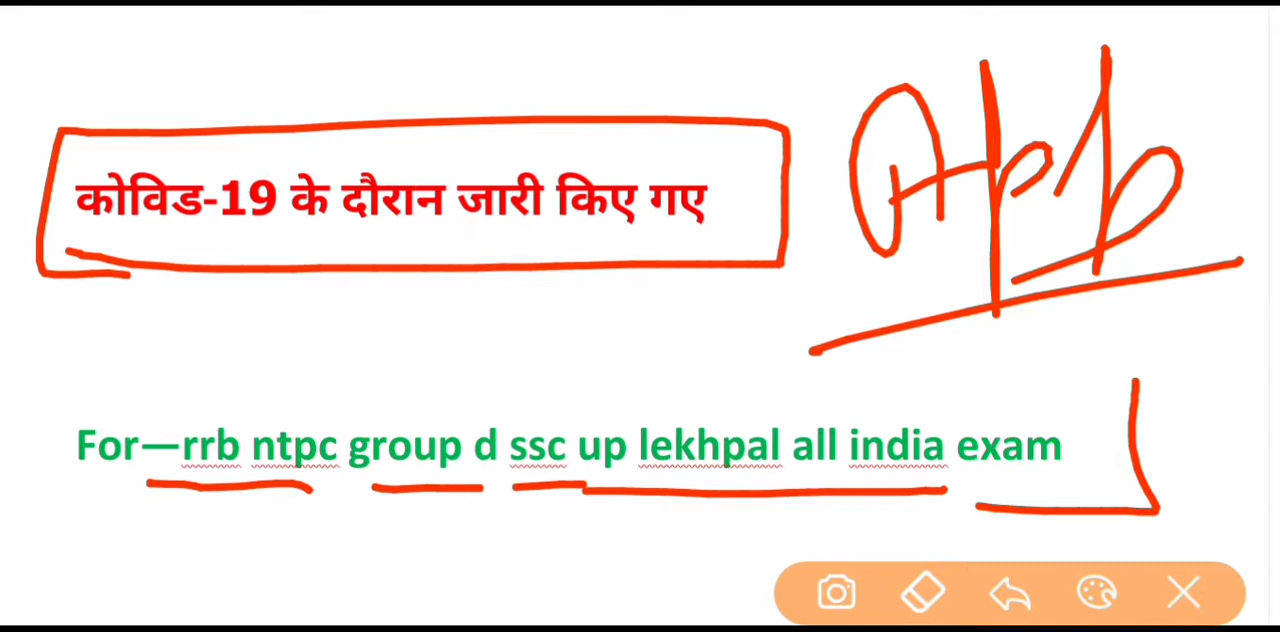 कोविड-19 के दौरान जारी किए गए
For—rrb ntpc group d ssc up lekhpal all india exam